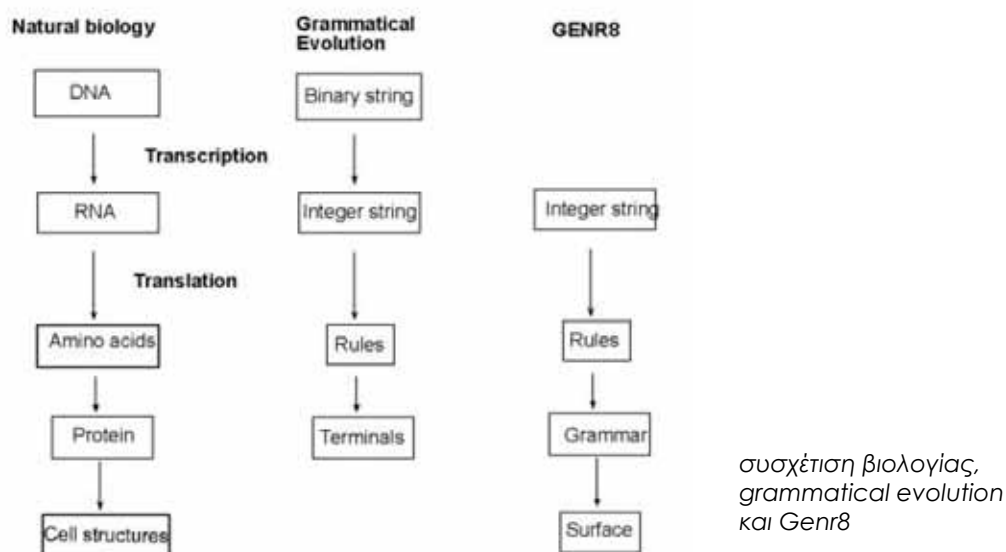 Natural biology
Grammatical
Evolution
GENR8
DNA
Binary string
Transcription
RNA
Integer string
Integer string
Translation
Amino acids
Rules
Rules
Protein
Terminals
Grammar
Cell structures
Surface
συσχέτιση βιολογίας,
grammatical evolution
και Genr8